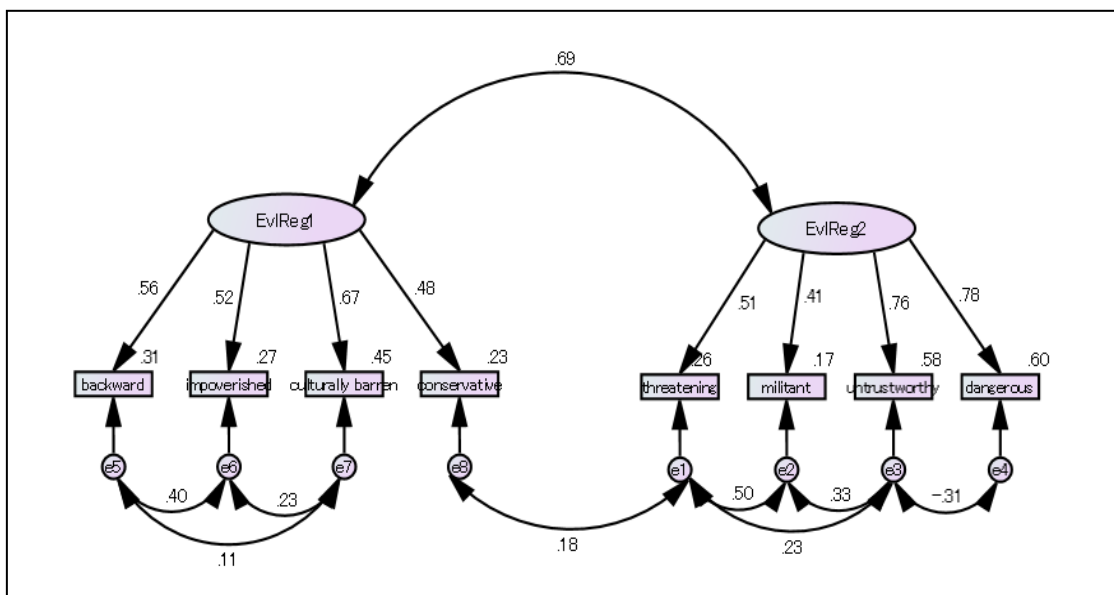 .69
EvlReg1
EvlReg2
.56
.52
.67
.48
.51
.41
.76
.78
.31
.27
.45
.23
.26
.17
.58
.60
backward
impoverished
culturally barren
conservative
threatening
militant
untrustworthy
dangerous
e5
e6
e7
e8
e1
e2
e3
e4
.40
.23
.50
.33
-.31
.11
.18
.23